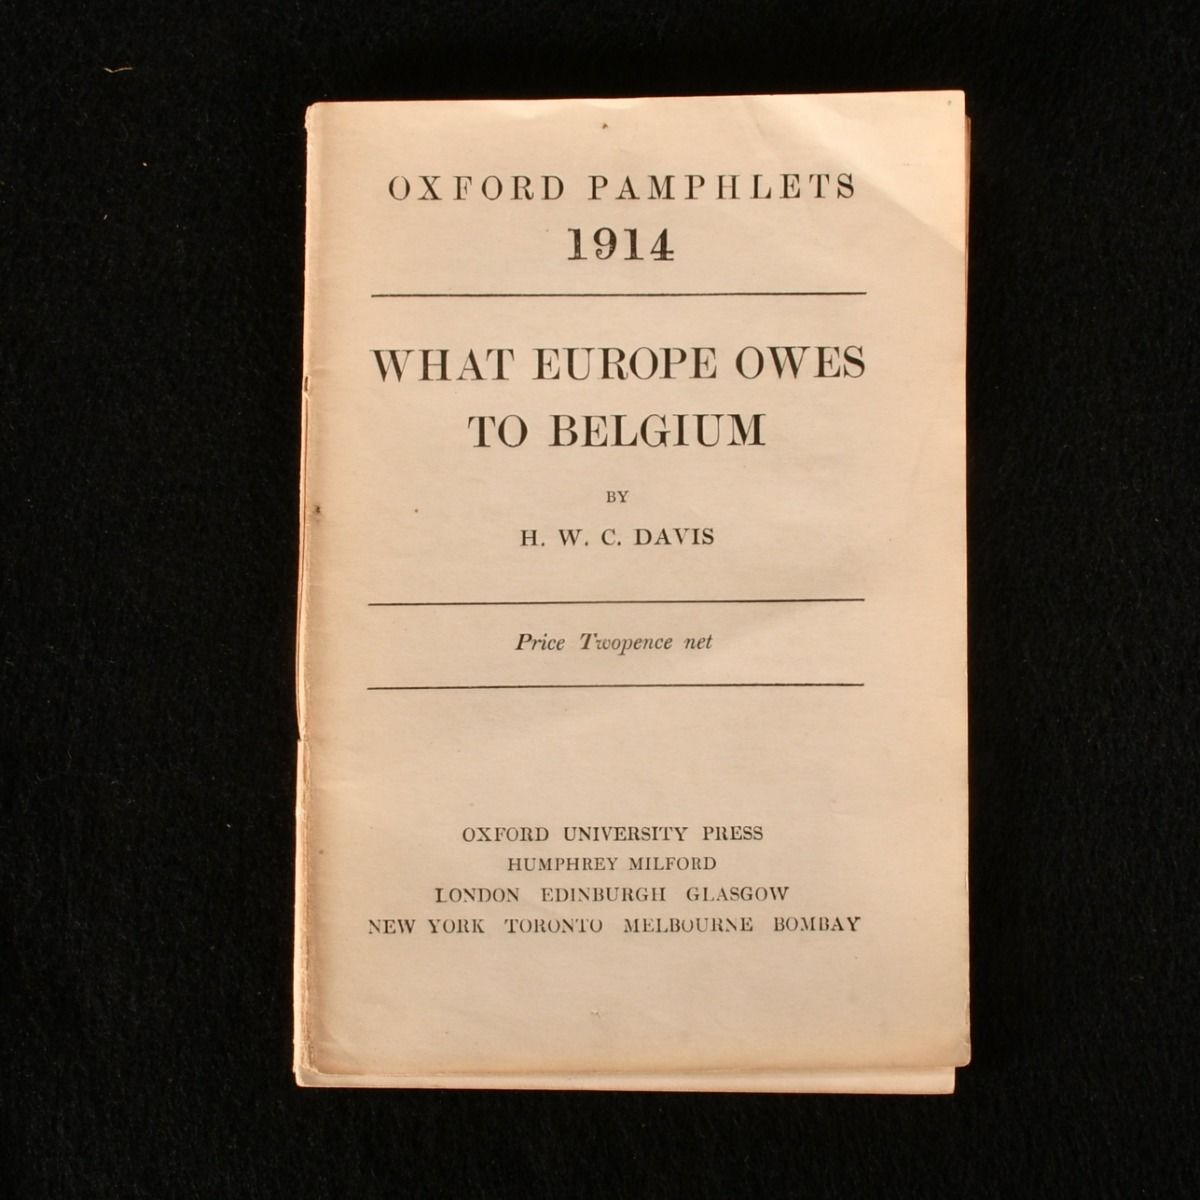 OXFORD PAMPHLETS
1914
WHAT EUROPE OWES
TO BELGIUM
BY
H. W. C. DAVIS
Price Twopence net
OXFORD UNIVERSITY PRESS
HUMPHREY MILFORD
LONDON EDINBURGH GLASGOW
NEW YORK TORONTO MELBOURNE BOMBAY